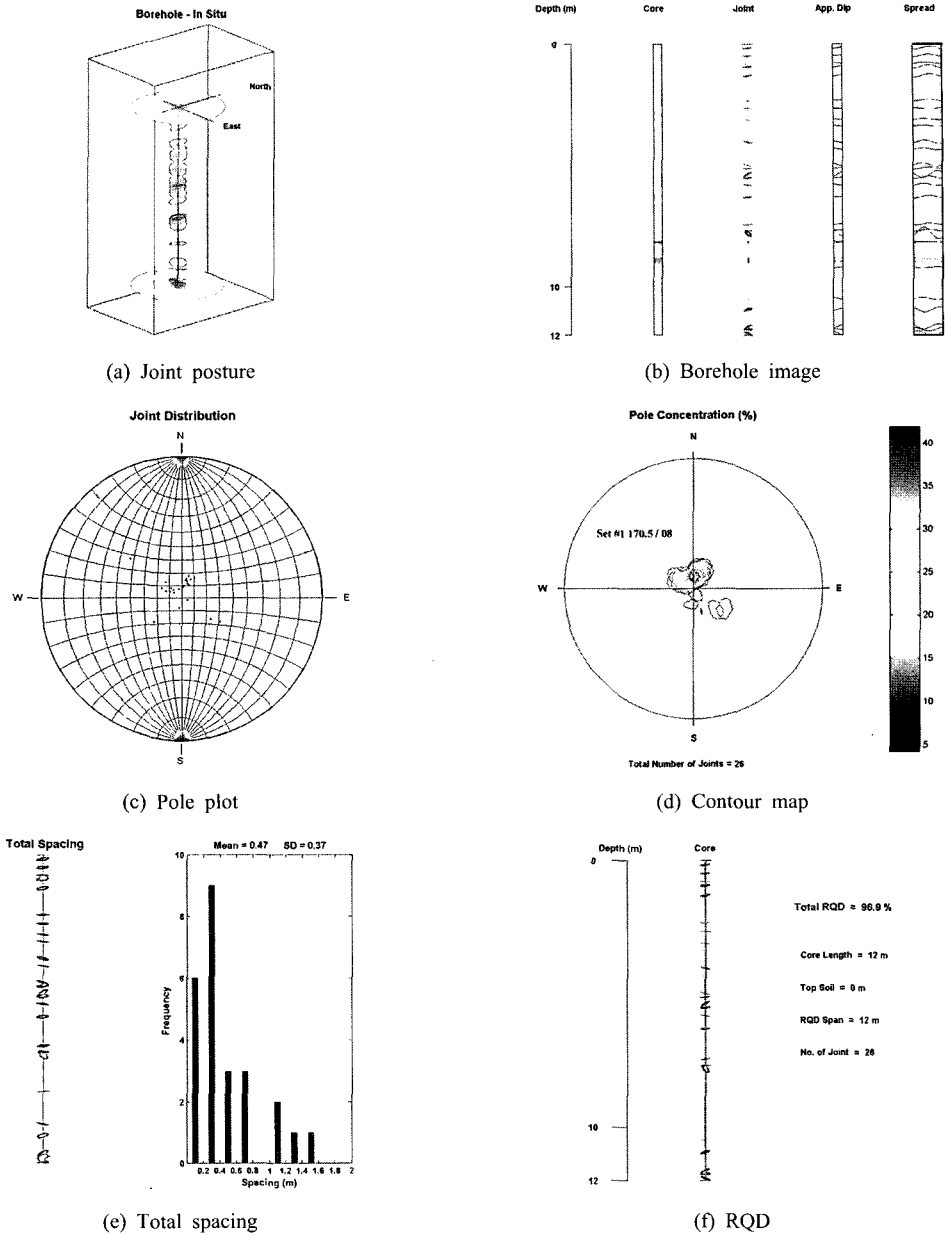 Borehole - In Situ
North
East
(a) Joint posture
Depth (m) Core Joint App. Dip Spread
0
10
12
(b) Borehole image
Joint Distribution
N
W E
S
(c) Pole plot
Pole Concentration (%)
N
Set #1 170.5 / 08
W E
S
Total Number of Joints = 26
40
35
30
25
20
15
10
5
(d) Contour map
Total Spacing
Mean = 0.47 SD = 0.37
10
8
6
4
2
0
Frequency
0.2 0.4 0.6 0.8 1 1.2 1.4 1.6 1.8 2
Spacing (m)
(e) Total spacing
Depth (m) Core
0
10
12
Total RQD = 96.9 %
Core Length = 12 m
Top Soil = 0 m
RQD Span = 12 m
No. of Joint = 26
(f) RQD